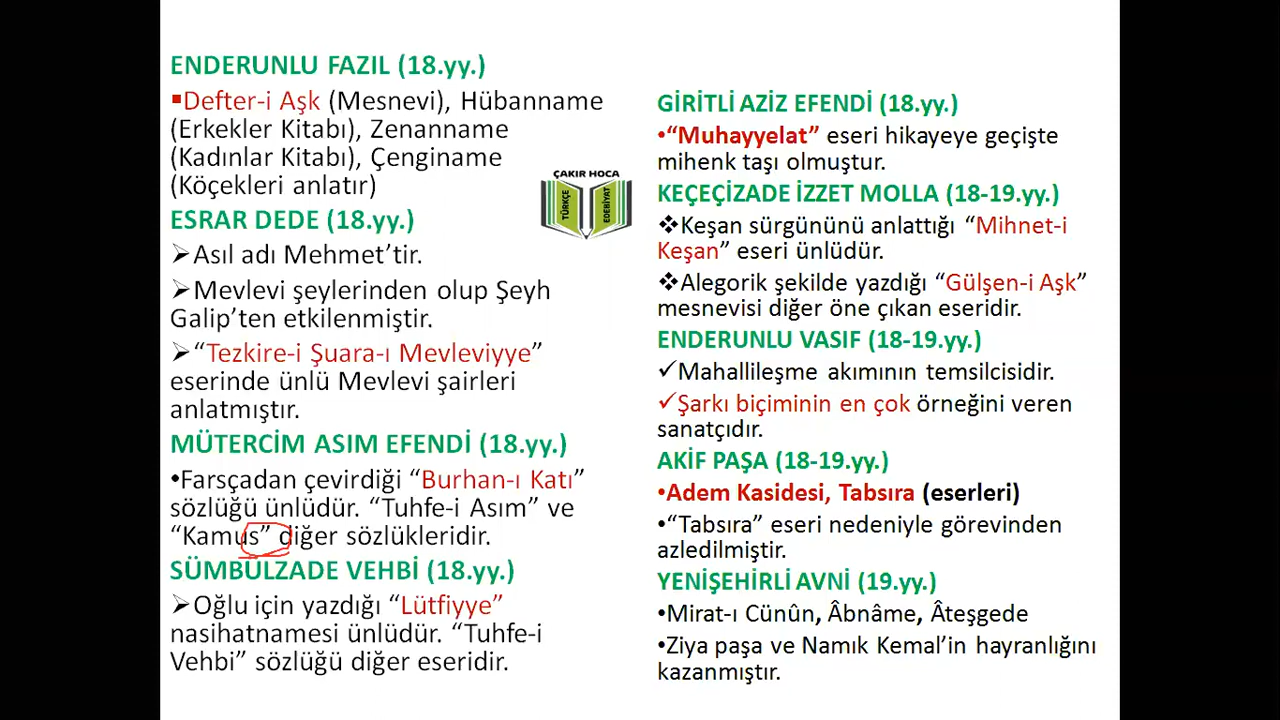 ENDERUNLU FAZIL (18.yy.)
▪Defter-i Aşk (Mesnevi), Hübanname
(Erkekler Kitabı), Zenanname
(Kadınlar Kitabı), Çenginame
(Köçekleri anlatır)
ESRAR DEDE (18.yy.)
➢Asıl adı Mehmet’tir.
➢Mevlevi şeylerinden olup Şeyh
Galip’ten etkilenmiştir.
➢“Tezkire-i Şuara-ı Mevleviyye”
eserinde ünlü Mevlevi şairleri
anlatmıştır.
MÜTERCİM ASIM EFENDİ (18.yy.)
•Farsçadan çevirdiği “Burhan-ı Katı”
sözlüğü ünlüdür. “Tuhfe-i Asım” ve
“Kamus” diğer sözlükleridir.
SÜMBÜLZADE VEHBİ (18.yy.)
➢Oğlu için yazdığı “Lütfiyye”
nasihatnamesi ünlüdür. “Tuhfe-i
Vehbi” sözlüğü diğer eseridir.
ÇAKIR HOCA
TÜRKÇE
EDEBİYAT
GİRİTLİ AZİZ EFENDİ (18.yy.)
•“Muhayyelat” eseri hikayeye geçişte
mihenk taşı olmuştur.
KEÇEÇİZADE İZZET MOLLA (18-19.yy.)
❖Keşan sürgününü anlattığı “Mihnet-i
Keşan” eseri ünlüdür.
❖Alegorik şekilde yazdığı “Gülşen-i Aşk”
mesnevisi diğer öne çıkan eseridir.
ENDERUNLU VASIF (18-19.yy.)
✓Mahallileşme akımının temsilcisidir.
✓Şarkı biçiminin en çok örneğini veren
sanatçıdır.
AKİF PAŞA (18-19.yy.)
•Adem Kasidesi, Tabsıra (eserleri)
•“Tabsıra” eseri nedeniyle görevinden
azledilmiştir.
YENİŞEHİRLİ AVNİ (19.yy.)
•Mirat-ı Cünûn, Âbnâme, Âteşgede
•Ziya paşa ve Namık Kemal’in hayranlığını
kazanmıştır.